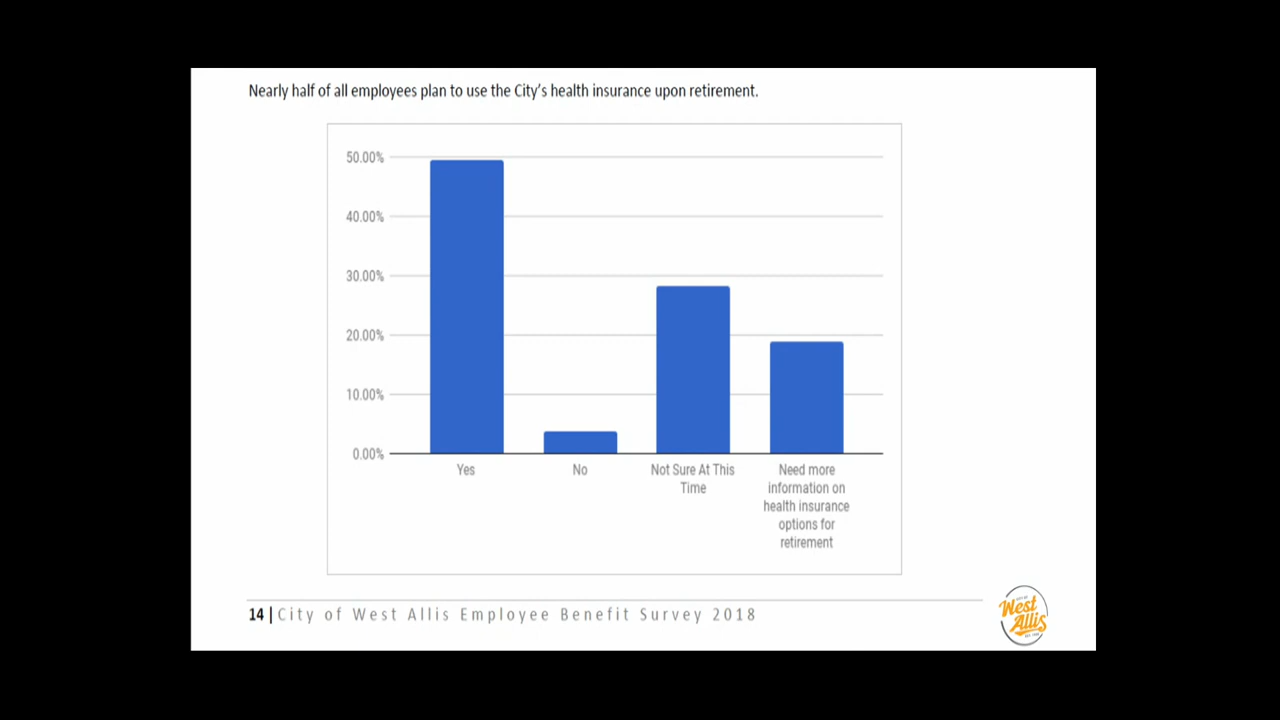 Nearly half of all employees plan to use the City's health insurance upon retirement.
50.00%
40.00%
30.00%
20.00%
10.00%
0.00%
Yes
No
Not Sure At This
Time
Need more
information on
health insurance
options for
retirement
14 | City of West Allis Employee Benefit Survey 2018
CITY OF
West
Allis